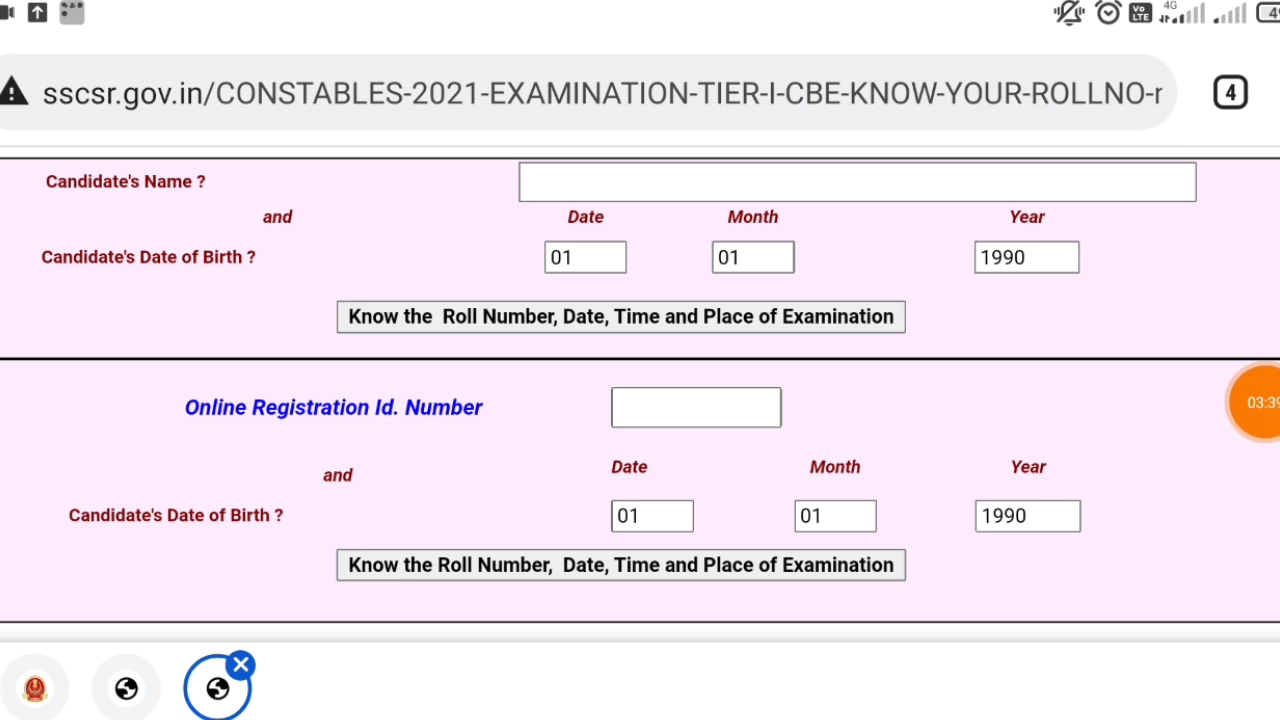 4G
Vo
LTE
sscsr.gov.in/CONSTABLES-2021-EXAMINATION-TIER-I-CBE-KNOW-YOUR-ROLLNO-r
4
Candidate's Name ?
and Date Month Year
Candidate's Date of Birth ? 01 01 1990
Know the Roll Number, Date, Time and Place of Examination
Online Registration Id. Number
03:39
and Date Month Year
Candidate's Date of Birth ? 01 01 1990
Know the Roll Number, Date, Time and Place of Examination